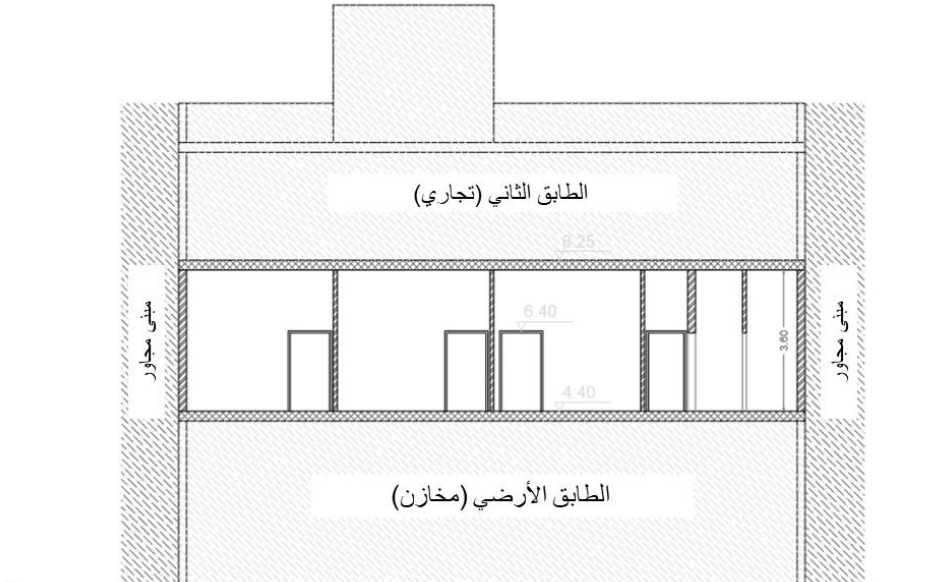 الطابق الثاني (تجاري)
8.25
مبنى مجاور
6.40
3.60
مبنى مجاور
4.40
الطابق الأرضي (مخازن)